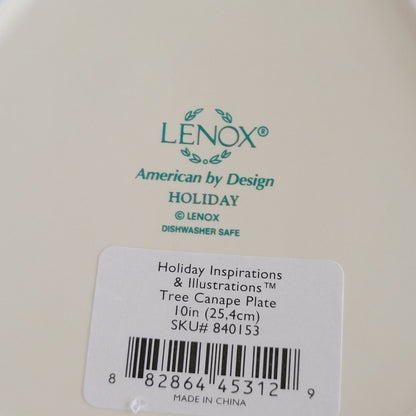 LENOX®
American by Design
HOLIDAY
© LENOX
DISHWASHER SAFE
Holiday Inspirations
& Illustrations™
Tree Canape Plate
10in (25,4cm)
SKU# 840153
8 82864 45312 9
MADE IN CHINA